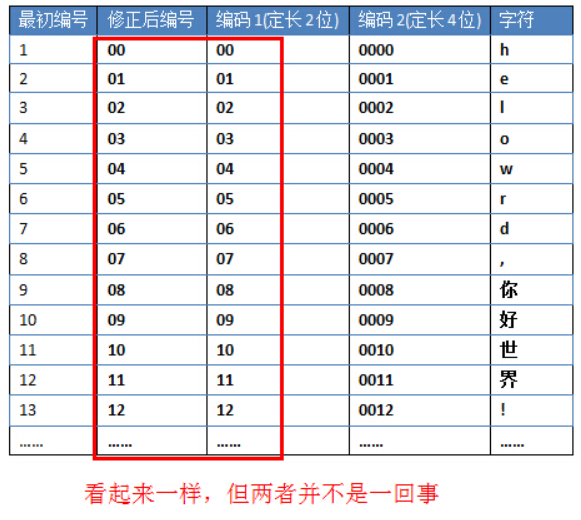 最初编号 修正后编号 编码1(定长2位) 编码2(定长4位) 字符
1 00 00 0000 h
2 01 01 0001 e
3 02 02 0002 l
4 03 03 0003 o
5 04 04 0004 w
6 05 05 0005 r
7 06 06 0006 d
8 07 07 0007 ,
9 08 08 0008 你
10 09 09 0009 好
11 10 10 0010 世
12 11 11 0011 界
13 12 12 0012 !
…… …… …… …… ……
看起来一样，但两者并不是一回事